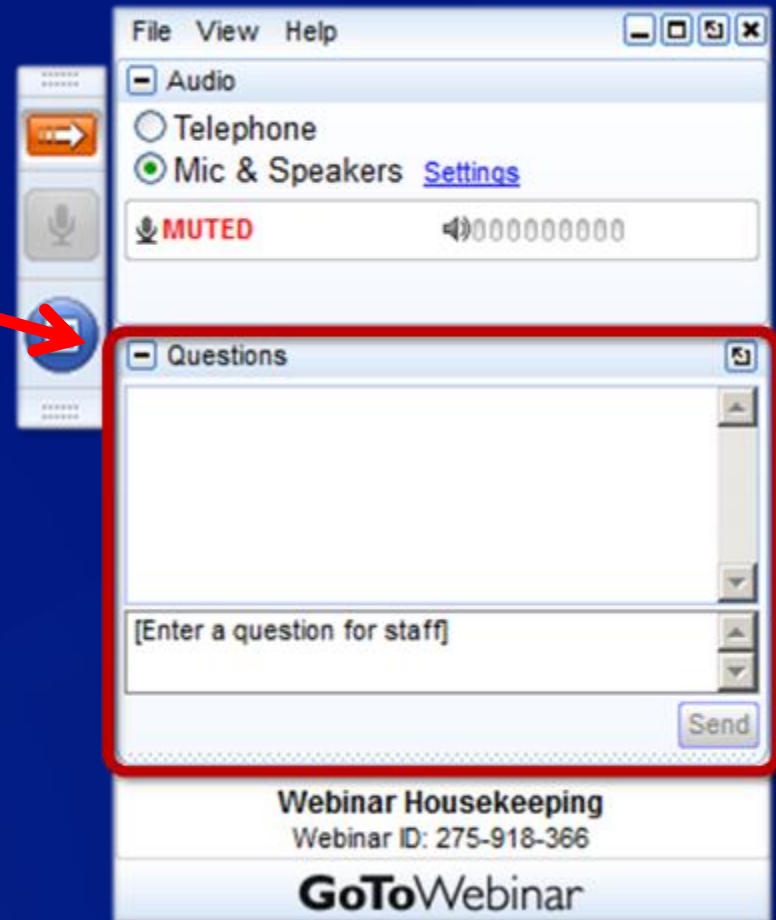 File View Help
Audio
Telephone
Mic & Speakers Settings
MUTED 000000000
Questions
[Enter a question for staff]
Send
Webinar Housekeeping
Webinar ID: 275-918-366
GoToWebinar